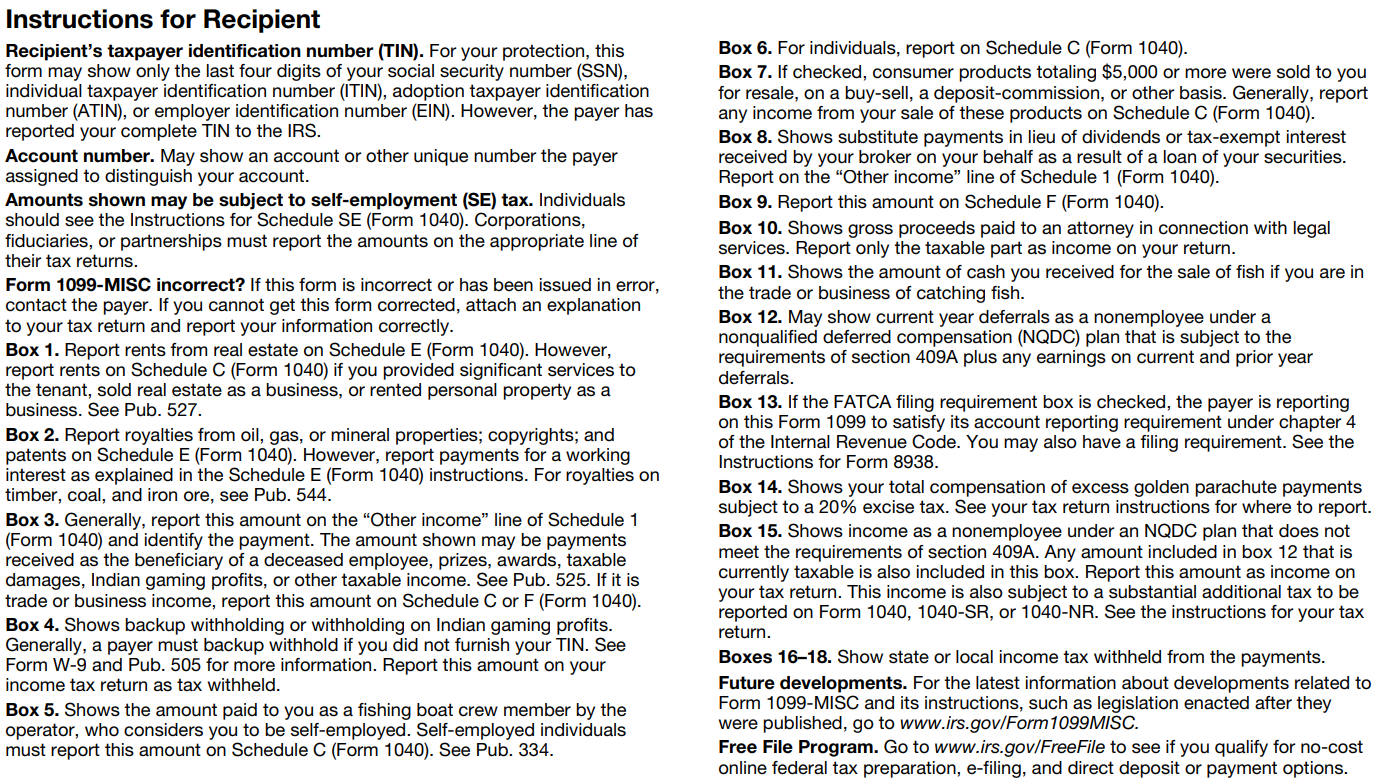 Instructions for Recipient
Recipient's taxpayer identification number (TIN). For your protection, this
form may show only the last four digits of your social security number (SSN),
individual taxpayer identification number (ITIN), adoption taxpayer identification
number (ATIN), or employer identification number (EIN). However, the payer has
reported your complete TIN to the IRS.
Account number. May show an account or other unique number the payer
assigned to distinguish your account.
Amounts shown may be subject to self-employment (SE) tax. Individuals
should see the Instructions for Schedule SE (Form 1040). Corporations,
fiduciaries, or partnerships must report the amounts on the appropriate line of
their tax returns.
Form 1099-MISC incorrect? If this form is incorrect or has been issued in error,
contact the payer. If you cannot get this form corrected, attach an explanation
to your tax return and report your information correctly.
Box 1. Report rents from real estate on Schedule E (Form 1040). However,
report rents on Schedule C (Form 1040) if you provided significant services to
the tenant, sold real estate as a business, or rented personal property as a
business. See Pub. 527.
Box 2. Report royalties from oil, gas, or mineral properties; copyrights; and
patents on Schedule E (Form 1040). However, report payments for a working
interest as explained in the Schedule E (Form 1040) instructions. For royalties on
timber, coal, and iron ore, see Pub. 544.
Box 3. Generally, report this amount on the “Other income” line of Schedule 1
(Form 1040) and identify the payment. The amount shown may be payments
received as the beneficiary of a deceased employee, prizes, awards, taxable
damages, Indian gaming profits, or other taxable income. See Pub. 525. If it is
trade or business income, report this amount on Schedule C or F (Form 1040).
Box 4. Shows backup withholding or withholding on Indian gaming profits.
Generally, a payer must backup withhold if you did not furnish your TIN. See
Form W-9 and Pub. 505 for more information. Report this amount on your
income tax return as tax withheld.
Box 5. Shows the amount paid to you as a fishing boat crew member by the
operator, who considers you to be self-employed. Self-employed individuals
must report this amount on Schedule C (Form 1040). See Pub. 334.
Box 6. For individuals, report on Schedule C (Form 1040).
Box 7. If checked, consumer products totaling $5,000 or more were sold to you
for resale, on a buy-sell, a deposit-commission, or other basis. Generally, report
any income from your sale of these products on Schedule C (Form 1040).
Box 8. Shows substitute payments in lieu of dividends or tax-exempt interest
received by your broker on your behalf as a result of a loan of your securities.
Report on the “Other income” line of Schedule 1 (Form 1040).
Box 9. Report this amount on Schedule F (Form 1040).
Box 10. Shows gross proceeds paid to an attorney in connection with legal
services. Report only the taxable part as income on your return.
Box 11. Shows the amount of cash you received for the sale of fish if you are in
the trade or business of catching fish.
Box 12. May show current year deferrals as a nonemployee under a
nonqualified deferred compensation (NQDC) plan that is subject to the
requirements of section 409A plus any earnings on current and prior year
deferrals.
Box 13. If the FATCA filing requirement box is checked, the payer is reporting
on this Form 1099 to satisfy its account reporting requirement under chapter 4
of the Internal Revenue Code. You may also have a filing requirement. See the
Instructions for Form 8938.
Box 14. Shows your total compensation of excess golden parachute payments
subject to a 20% excise tax. See your tax return instructions for where to report.
Box 15. Shows income as a nonemployee under an NQDC plan that does not
meet the requirements of section 409A. Any amount included in box 12 that is
currently taxable is also included in this box. Report this amount as income on
your tax return. This income is also subject to a substantial additional tax to be
reported on Form 1040, 1040-SR, or 1040-NR. See the instructions for your tax
return.
Boxes 16–18. Show state or local income tax withheld from the payments.
Future developments. For the latest information about developments related to
Form 1099-MISC and its instructions, such as legislation enacted after they
were published, go to www.irs.gov/Form1099MISC.
Free File Program. Go to www.irs.gov/FreeFile to see if you qualify for no-cost
online federal tax preparation, e-filing, and direct deposit or payment options.